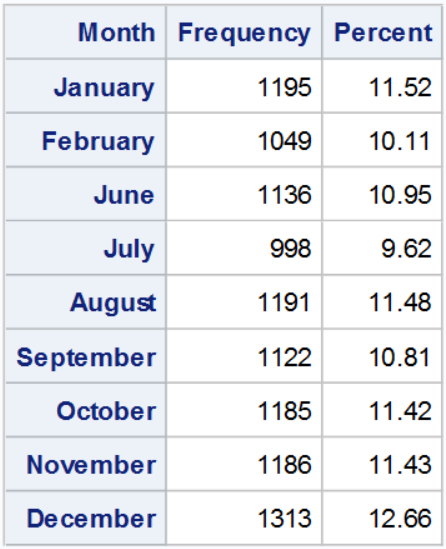 Month Frequency Percent
January 1195 11.52
February 1049 10.11
June 1136 10.95
July 998 9.62
August 1191 11.48
September 1122 10.81
October 1185 11.42
November 1186 11.43
December 1313 12.66